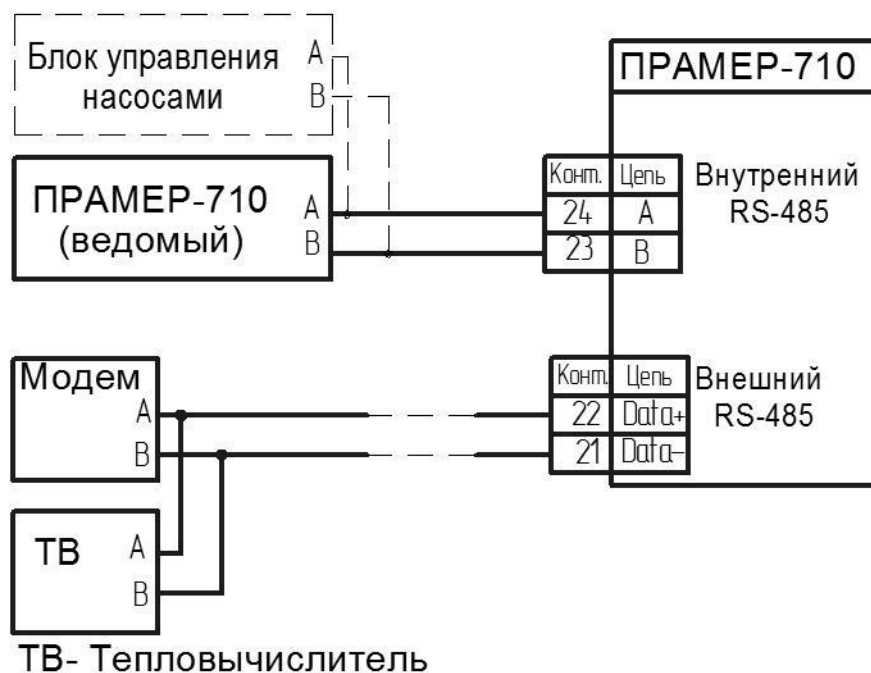 Блок управления
насосами
А
В
ПРАМЕР-710
(ведомый)
А
В
ПРАМЕР-710
Конт. Цепь
24 А
23 В
Внутренний
RS-485
Модем
А
В
ТВ
А
В
Конт. Цепь
22 Data+
21 Data-
Внешний
RS-485
ТВ- Тепловычислитель